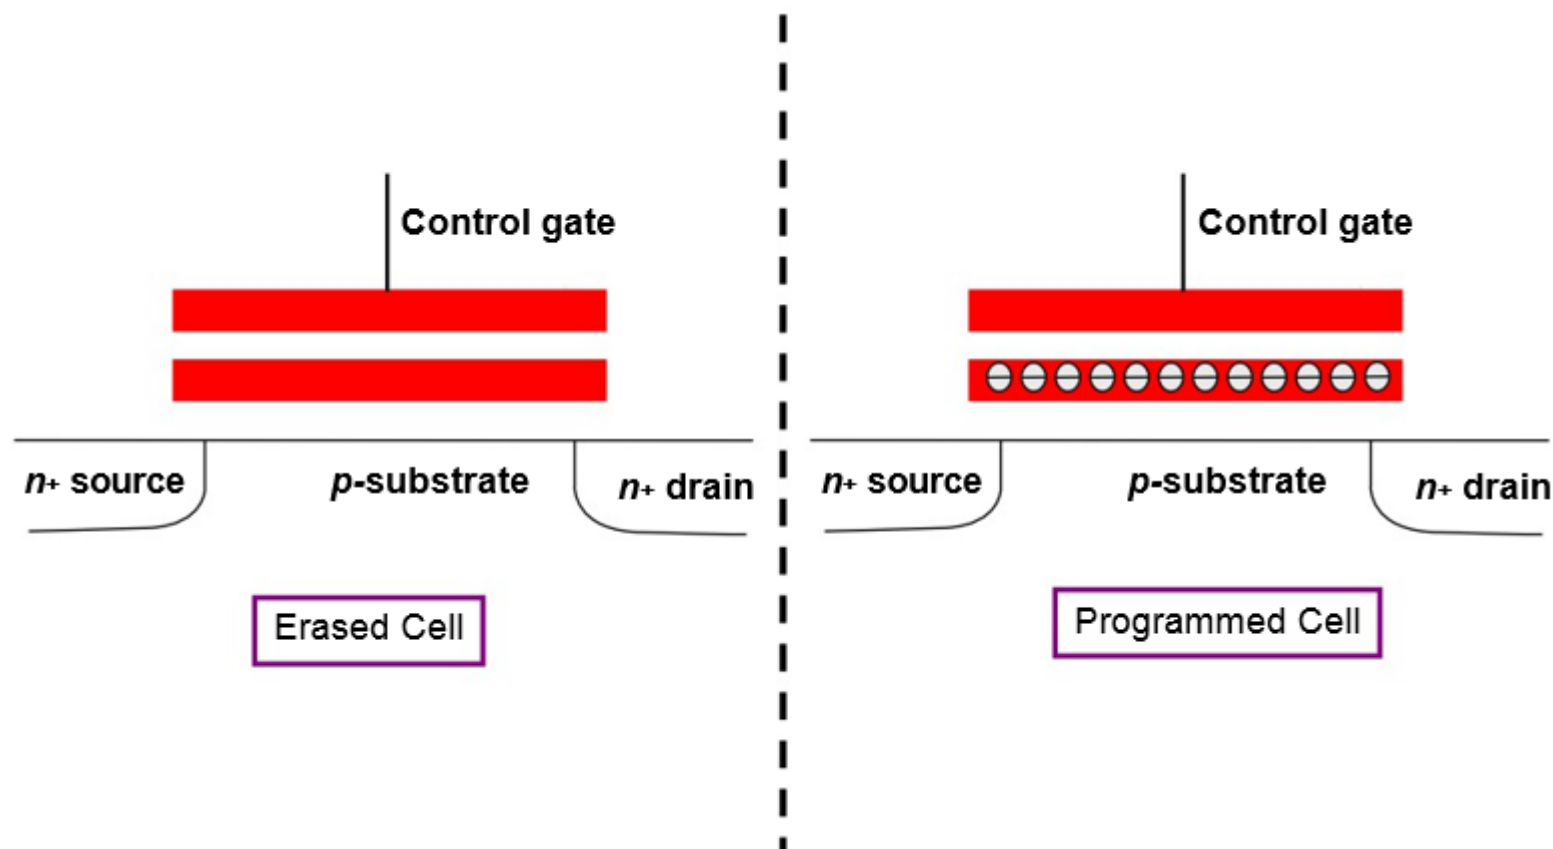 Control gate
n+ source
p-substrate
n+ drain
Erased Cell
Control gate
n+ source
p-substrate
n+ drain
Programmed Cell